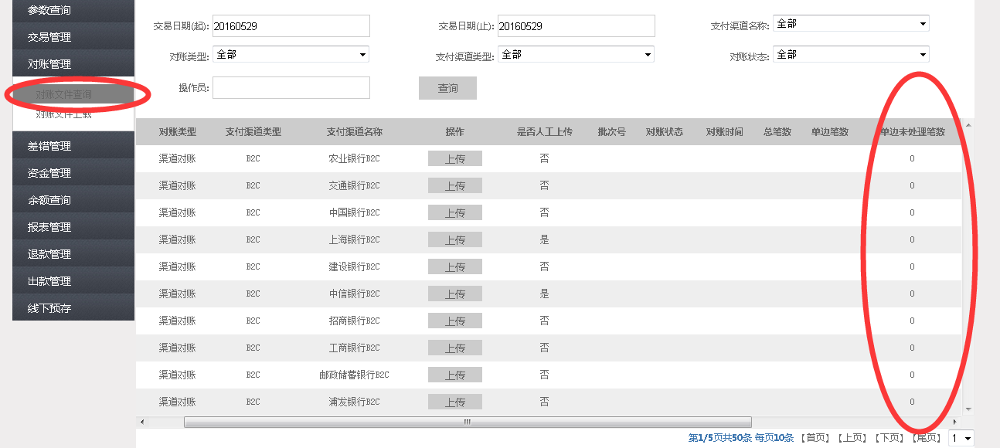 参数查询
交易管理
对账管理
对账文件查询
对账文件上载
差错管理
资金管理
余额查询
报表管理
退款管理
出款管理
线下预存
交易日期(起): 20160529 交易日期(止): 20160529 支付渠道名称: 全部
对账类型: 全部 支付渠道类型: 全部 对账状态: 全部
操作员: 查询
对账类型 支付渠道类型 支付渠道名称 操作 是否人工上传 批次号 对账状态 对账时间 总笔数 单边笔数 单边未处理笔数
渠道对账 B2C 农业银行B2C 上传 否 0
渠道对账 B2C 交通银行B2C 上传 否 0
渠道对账 B2C 中国银行B2C 上传 否 0
渠道对账 B2C 上海银行B2C 上传 是 0
渠道对账 B2C 建设银行B2C 上传 否 0
渠道对账 B2C 中信银行B2C 上传 是 0
渠道对账 B2C 招商银行B2C 上传 否 0
渠道对账 B2C 工商银行B2C 上传 否 0
渠道对账 B2C 邮政储蓄银行B2C 上传 否 0
渠道对账 B2C 浦发银行B2C 上传 否 0
第1/5页共50条 每页10条 【首页】 【上页】 【下页】 【尾页】 1